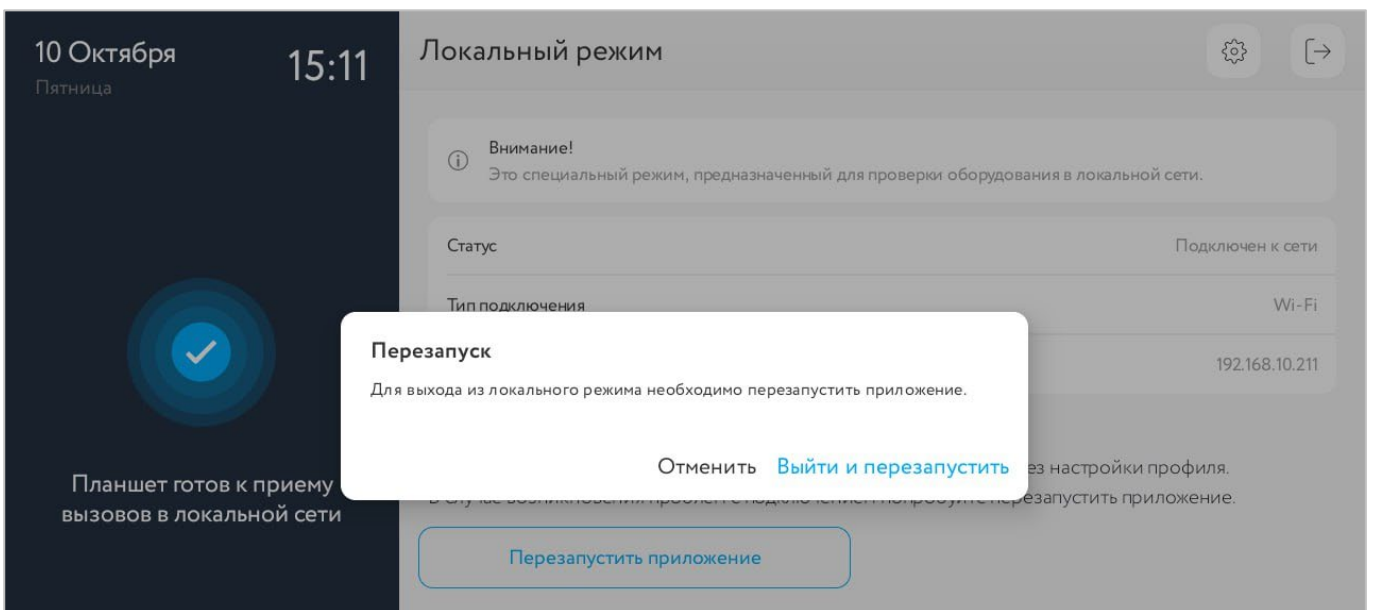 10 Октября
15:11
Пятница
Планшет готов к приему
вызовов в локальной сети
Локальный режим
Внимание!
Это специальный режим, предназначенный для проверки оборудования в локальной сети.
Статус
Подключен к сети
Тип подключения
Wi-Fi
192.168.10.211
Перезапуск
Для выхода из локального режима необходимо перезапустить приложение.
Отменить Выйти и перезапустить
настройки профиля.
перезапустить приложение.
Перезапустить приложение